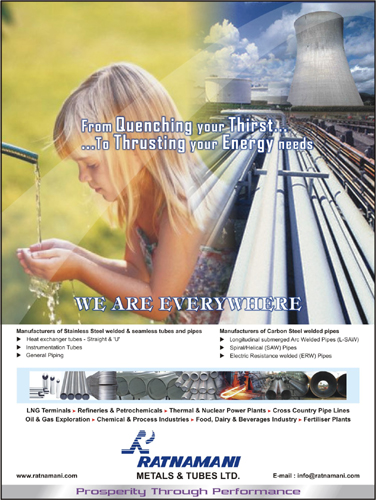 From Quenching your Thirst...
...To Thrusting your Energy needs
WE ARE EVERYWHERE
Manufacturers of Stainless Steel welded & seamless tubes and pipes
► Heat exchanger tubes - Straight & 'U'
► Instrumentation Tubes
► General Piping
Manufacturers of Carbon Steel welded pipes
► Longitudinal submerged Arc Welded Pipes (L-SAW)
► Spiral/Helical (SAW) Pipes
► Electric Resistance welded (ERW) Pipes
LNG Terminals ▸ Refineries & Petrochemicals ▸ Thermal & Nuclear Power Plants ▸ Cross Country Pipe Lines
Oil & Gas Exploration ▸ Chemical & Process Industries ▸ Food, Dairy & Beverages Industry ▸ Fertiliser Plants
RATNAMANI
METALS & TUBES LTD.
www.ratnamani.com
E-mail : info@ratnamani.com
Prosperity Through Performance